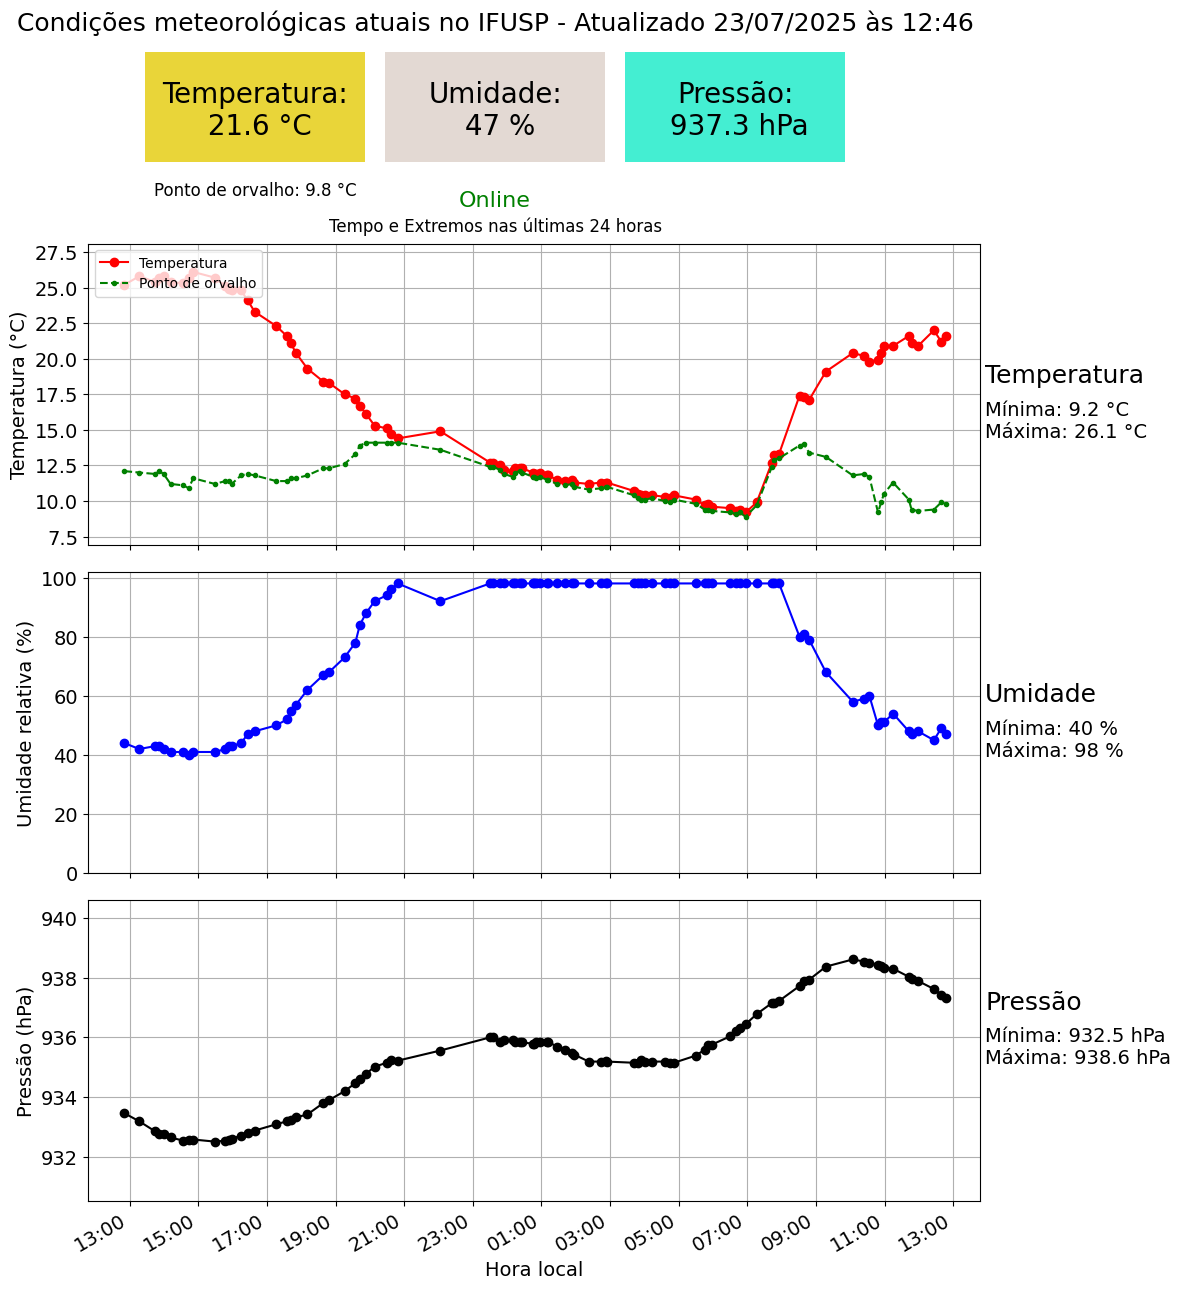 Condições meteorológicas atuais no IFUSP - Atualizado 23/07/2025 às 12:46
Temperatura:
21.6 °C
Umidade:
47 %
Pressão:
937.3 hPa
Ponto de orvalho: 9.8 °C
Online
Tempo e Extremos nas últimas 24 horas
Temperatura
Ponto de orvalho
Temperatura (°C)
27.5
25.0
22.5
20.0
17.5
15.0
12.5
10.0
7.5
Temperatura
Mínima: 9.2 °C
Máxima: 26.1 °C
Umidade relativa (%)
100
80
60
40
20
0
Umidade
Mínima: 40 %
Máxima: 98 %
Pressão (hPa)
940
938
936
934
932
Pressão
Mínima: 932.5 hPa
Máxima: 938.6 hPa
13:00
15:00
17:00
19:00
21:00
23:00
01:00
03:00
05:00
07:00
09:00
11:00
13:00
Hora local